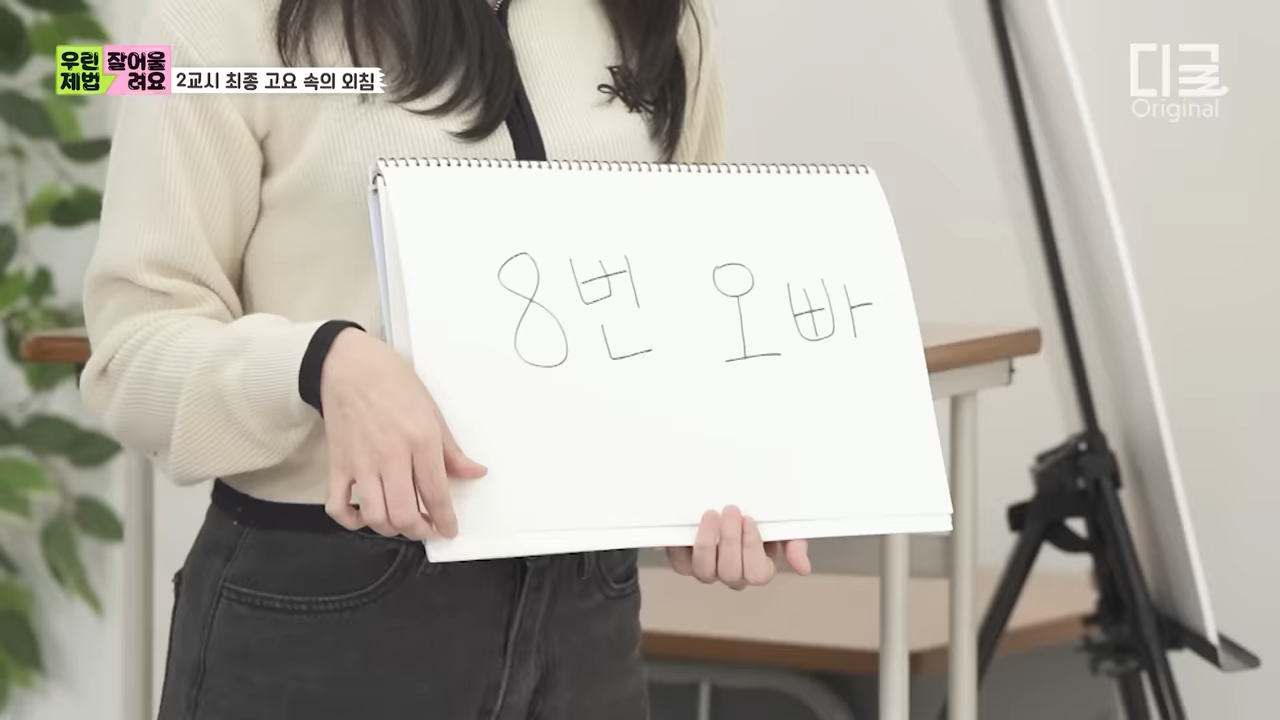 우린 잘어울
제법 려요
2교시 최종 고요 속의 외침
디글
Original
8번 오빠